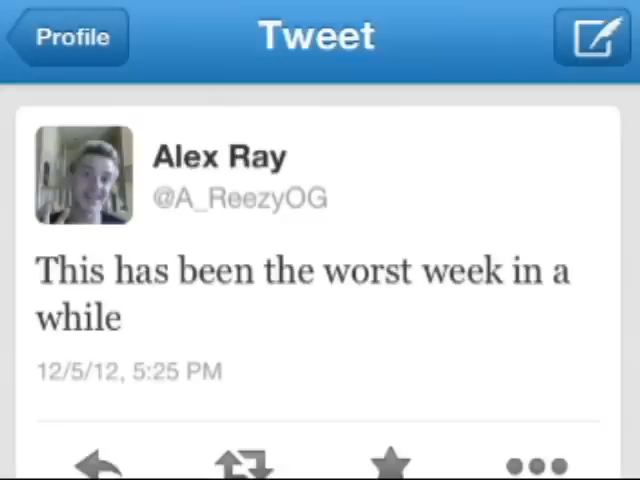 Profile
Tweet
Alex Ray
@A_ReezyOG
This has been the worst week in a
while
12/5/12, 5:25 PM